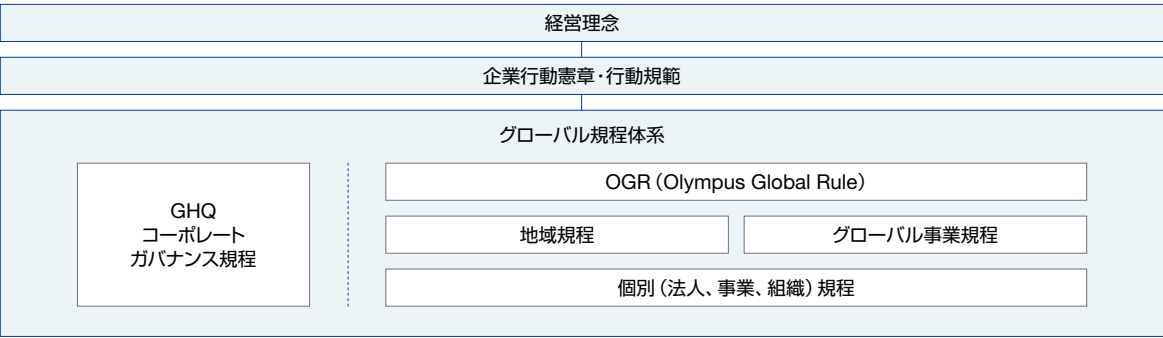 経営理念
企業行動憲章・行動規範
グローバル規程体系
GHQ
コーポレート
ガバナンス規程
OGR（Olympus Global Rule）
地域規程
グローバル事業規程
個別（法人、事業、組織）規程